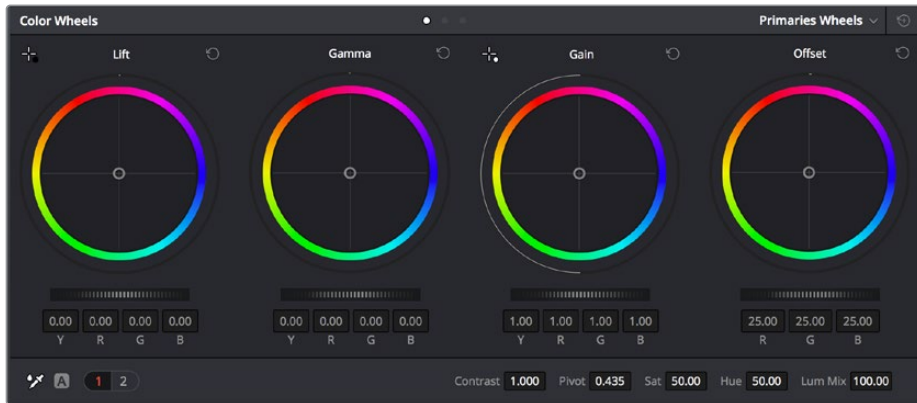 Color Wheels Primaries Wheels
Lift Gamma Gain Offset
0.00 0.00 0.00 0.00 0.00 0.00 0.00 0.00 1.00 1.00 1.00 1.00 25.00 25.00 25.00
Y R G B Y R G B Y R G B R G B
A 1 2 Contrast 1.000 Pivot 0.435 Sat 50.00 Hue 50.00 Lum Mix 100.00